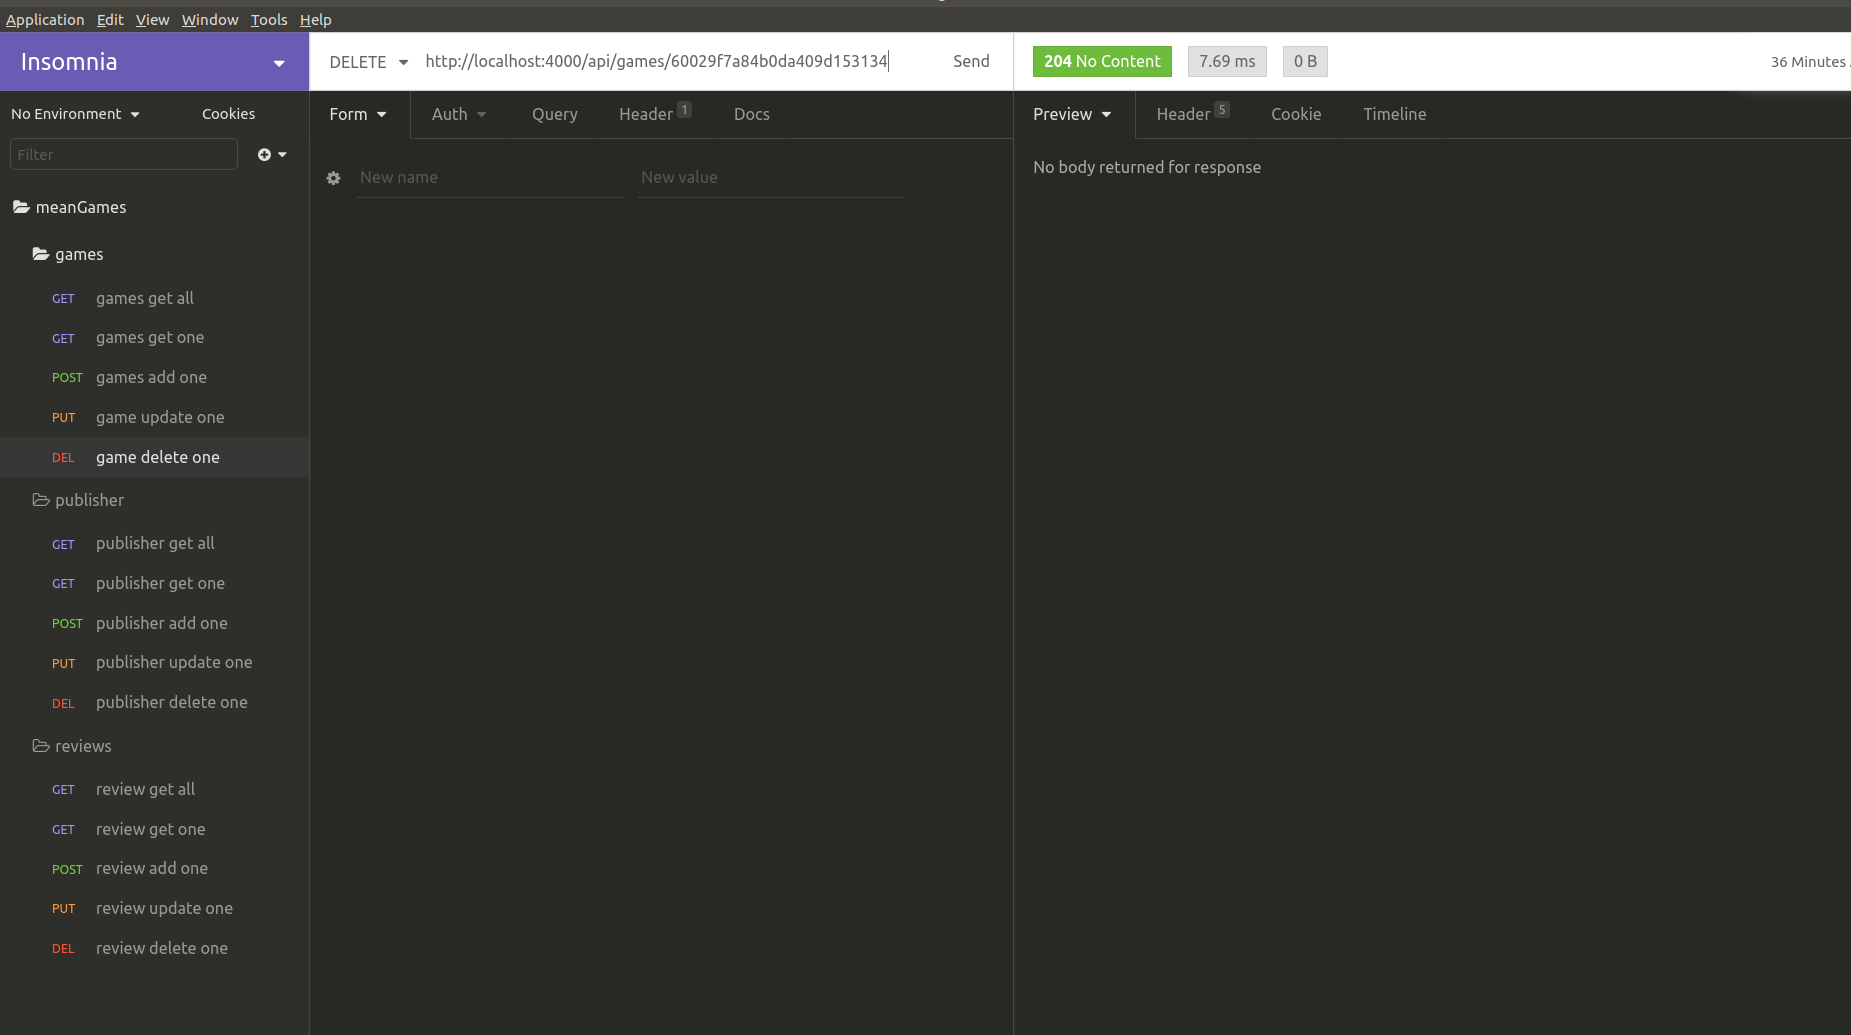 Application Edit View Window Tools Help
Insomnia
DELETE http://localhost:4000/api/games/60029f7a84b0da409d153134 Send
204 No Content 7.69 ms 0 B 36 Minutes
No Environment Cookies
Form Auth Query Header 1 Docs
Preview Header 5 Cookie Timeline
Filter
New name New value
No body returned for response
meanGames
games
GET games get all
GET games get one
POST games add one
PUT game update one
DEL game delete one
publisher
GET publisher get all
GET publisher get one
POST publisher add one
PUT publisher update one
DEL publisher delete one
reviews
GET review get all
GET review get one
POST review add one
PUT review update one
DEL review delete one